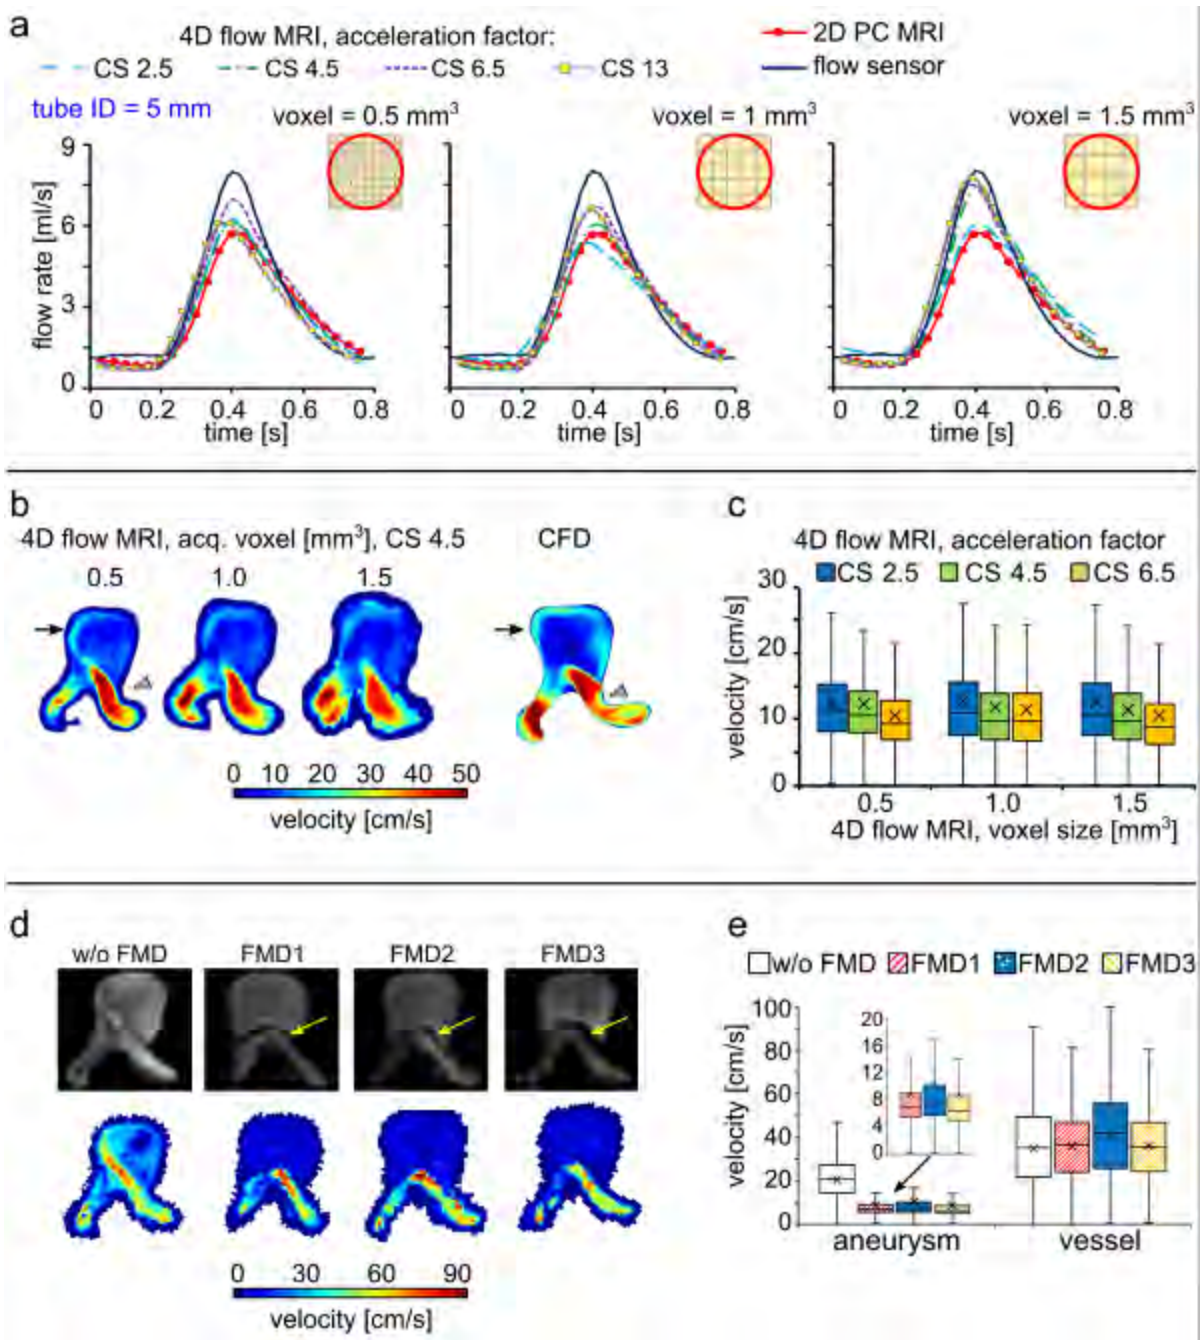 a
4D flow MRI, acceleration factor:
2D PC MRI
CS 2.5 CS 4.5 CS 6.5 CS 13 flow sensor
tube ID = 5 mm
voxel = 0.5 mm³ voxel = 1 mm³ voxel = 1.5 mm³
9
6
3
0
flow rate [ml/s]
0 0.2 0.4 0.6 0.8 0 0.2 0.4 0.6 0.8 0 0.2 0.4 0.6 0.8
time [s] time [s] time [s]
b
4D flow MRI, acq. voxel [mm³], CS 4.5 CFD
0.5 1.0 1.5
0 10 20 30 40 50
velocity [cm/s]
c
4D flow MRI, acceleration factor
CS 2.5 CS 4.5 CS 6.5
30
20
10
0
velocity [cm/s]
0.5 1.0 1.5
4D flow MRI, voxel size [mm³]
d
w/o FMD FMD1 FMD2 FMD3
0 30 60 90
velocity [cm/s]
e
w/o FMD FMD1 FMD2 FMD3
100
80
60
40
20
0
velocity [cm/s]
20
16
12
8
4
0
aneurysm vessel